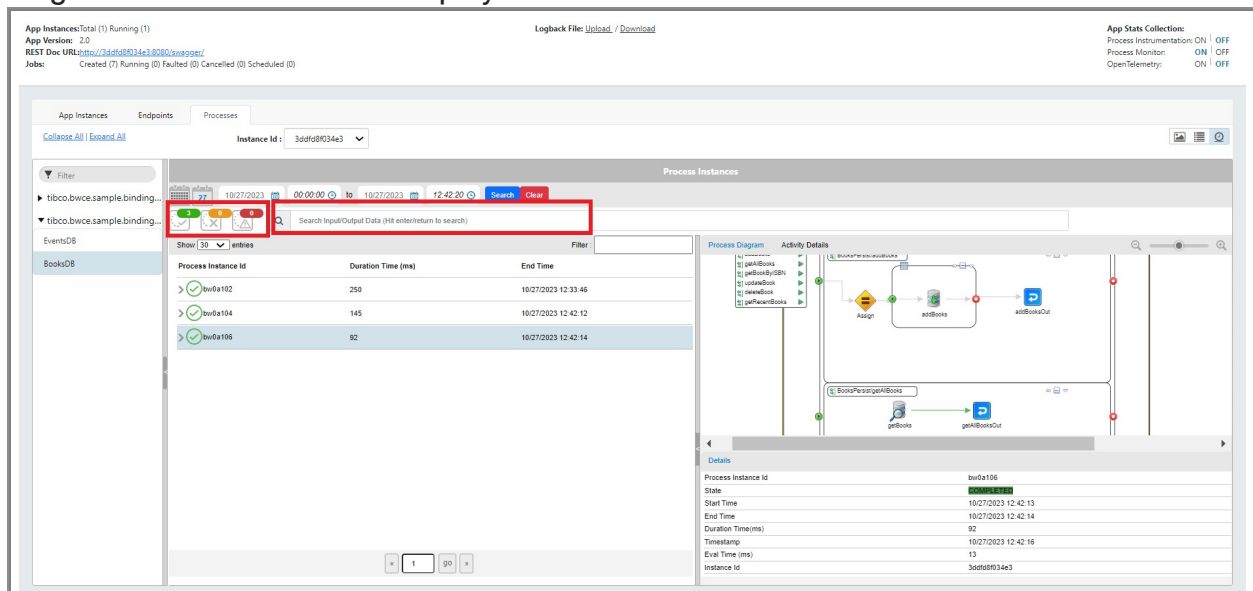 App Instances:Total (1) Running (1)
Logback File: Upload / Download
App Stats Collection:
App Version: 2.0
Process Instrumentation: ON | OFF
REST Doc URL:http://3ddfd8f034e3:8080/swagger/
Process Monitor: ON | OFF
Jobs: Created (7) Running (0) Faulted (0) Cancelled (0) Scheduled (0)
OpenTelemetry: ON | OFF
App Instances Endpoints Processes
Collapse All | Expand All
Instance Id : 3ddfd8f034e3
Process Instances
Filter
27 10/27/2023 00:00:00 to 10/27/2023 12:42:20 Search Clear
tibco.bwce.sample.binding...
3 0 0
Search Input/Output Data (Hit enter/return to search)
tibco.bwce.sample.binding...
EventsDB
BooksDB
Show 30 entries
Filter :
Process Instance Id Duration Time (ms) End Time
bw0a102 250 10/27/2023 12:33:46
bw0a104 145 10/27/2023 12:42:12
bw0a106 92 10/27/2023 12:42:14
« 1 go »
Process Diagram Activity Details
getAllBooks
getBookByISBN
updateBook
deleteBook
getRecentBooks
Assign
addBooks
addBooksOut
BooksPersist/getAllBooks
getBooks
getAllBooksOut
Details
Process Instance Id bw0a106
State COMPLETED
Start Time 10/27/2023 12:42:13
End Time 10/27/2023 12:42:14
Duration Time(ms) 92
Timestamp 10/27/2023 12:42:16
Eval Time (ms) 13
Instance Id 3ddfd8f034e3